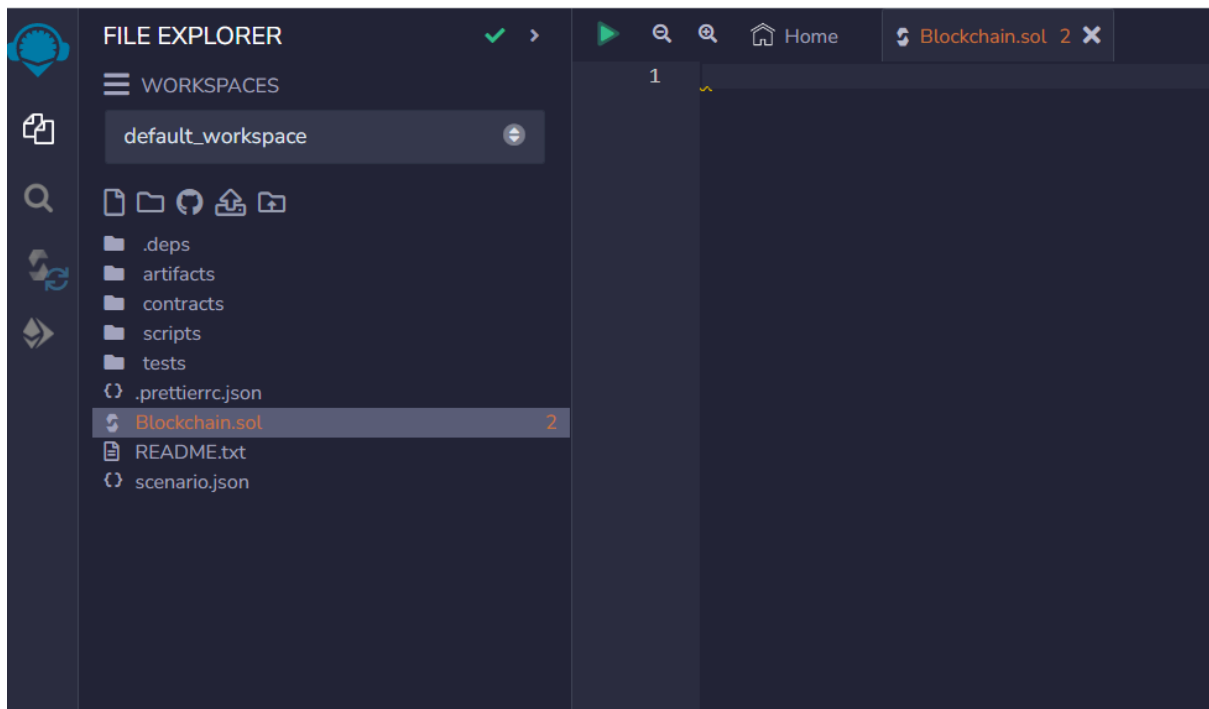 FILE EXPLORER
WORKSPACES
default_workspace
.deps
artifacts
contracts
scripts
tests
.prettierrc.json
Blockchain.sol 2
README.txt
scenario.json
Home
Blockchain.sol 2
1